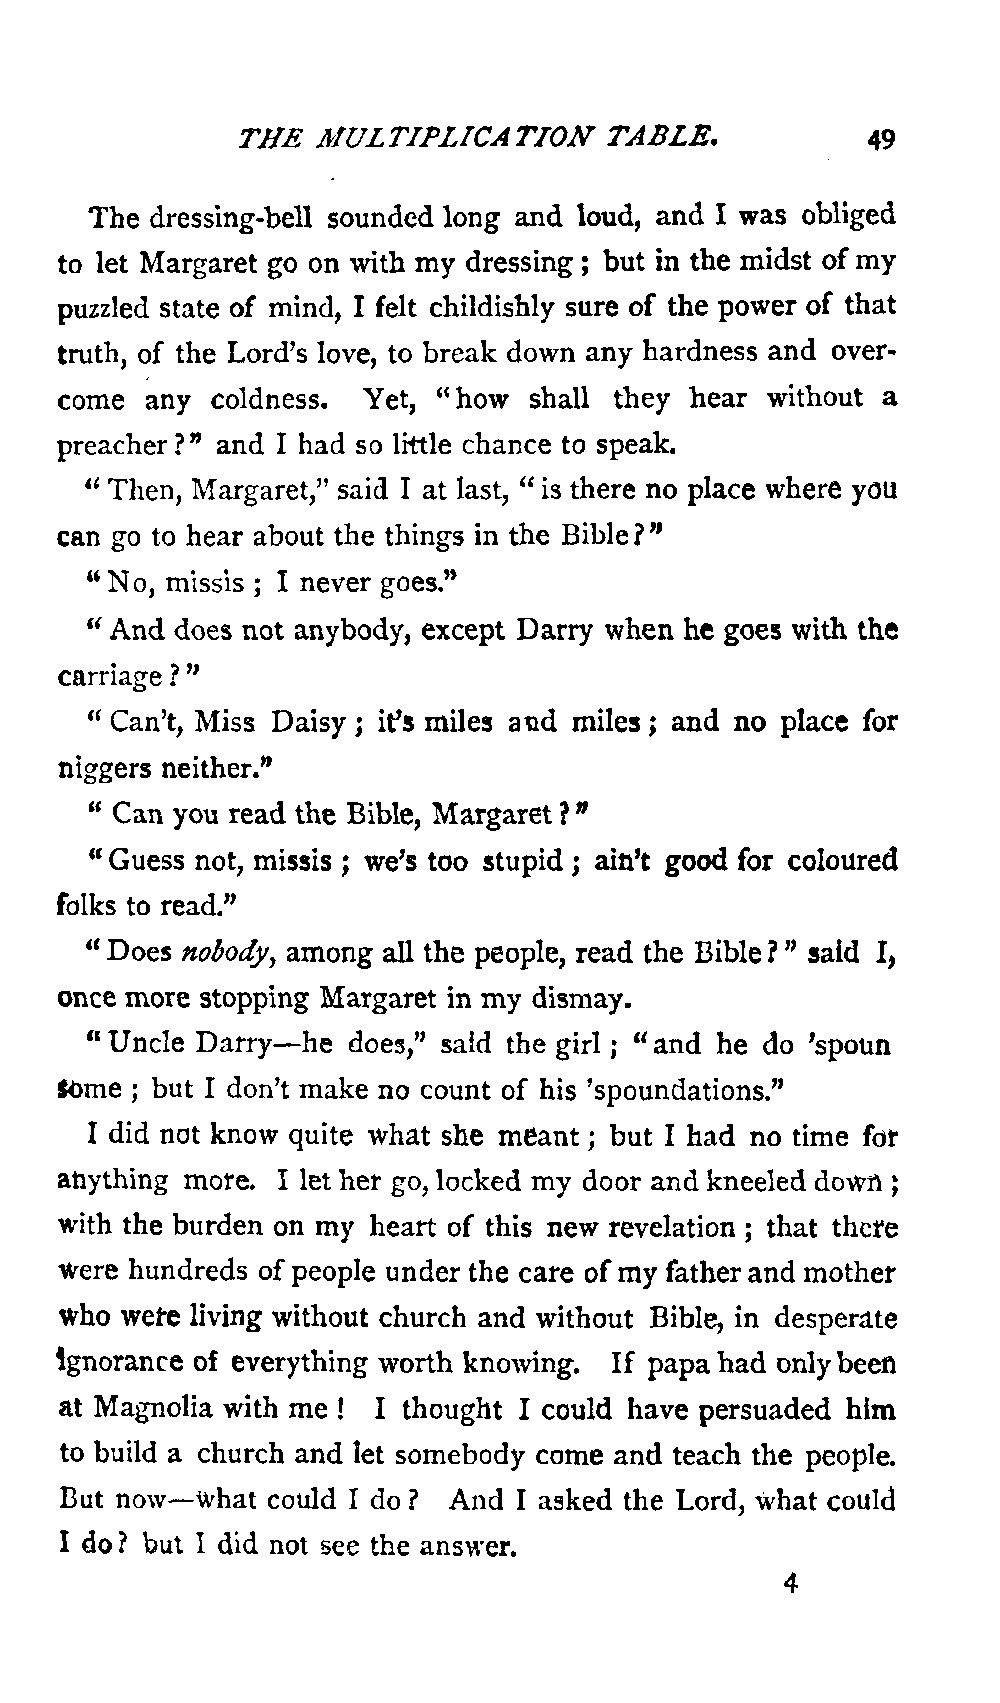 THE MULTIPLICATION TABLE. 49
The dressing-bell sounded long and loud, and I was obliged
to let Margaret go on with my dressing ; but in the midst of my
puzzled state of mind, I felt childishly sure of the power of that
truth, of the Lord's love, to break down any hardness and over-
come any coldness. Yet, "how shall they hear without a
preacher ?" and I had so little chance to speak.
"Then, Margaret," said I at last, "is there no place where you
can go to hear about the things in the Bible?"
"No, missis ; I never goes."
"And does not anybody, except Darry when he goes with the
carriage ?"
"Can't, Miss Daisy ; it's miles and miles ; and no place for
niggers neither."
"Can you read the Bible, Margaret ?"
"Guess not, missis ; we's too stupid ; ain't good for coloured
folks to read."
"Does nobody, among all the people, read the Bible?" said I,
once more stopping Margaret in my dismay.
"Uncle Darry—he does," said the girl ; "and he do 'spoun
some ; but I don't make no count of his 'spoundations."
I did not know quite what she meant ; but I had no time for
anything more. I let her go, locked my door and kneeled down ;
with the burden on my heart of this new revelation ; that there
were hundreds of people under the care of my father and mother
who were living without church and without Bible, in desperate
ignorance of everything worth knowing. If papa had only been
at Magnolia with me ! I thought I could have persuaded him
to build a church and let somebody come and teach the people.
But now—what could I do ? And I asked the Lord, what could
I do? but I did not see the answer.
4